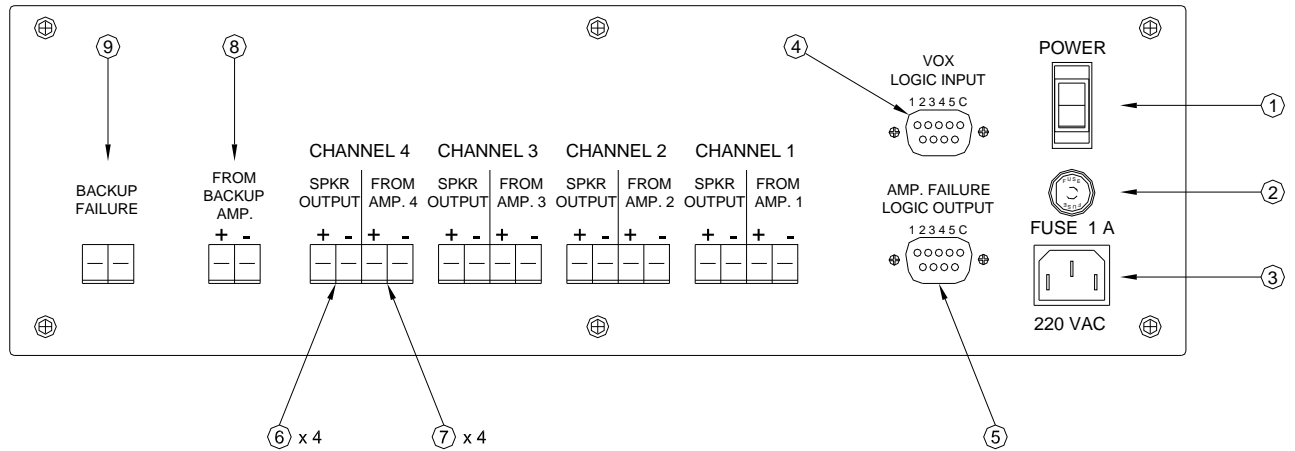 9
8
4
POWER
VOX
LOGIC INPUT
1 2 3 4 5 C
1
CHANNEL 4
CHANNEL 3
CHANNEL 2
CHANNEL 1
BACKUP
FAILURE
FROM
BACKUP
AMP.
+ -
SPKR
OUTPUT
FROM
AMP. 4
+ - + -
SPKR
OUTPUT
FROM
AMP. 3
+ - + -
SPKR
OUTPUT
FROM
AMP. 2
+ - + -
SPKR
OUTPUT
FROM
AMP. 1
+ - + -
AMP. FAILURE
LOGIC OUTPUT
1 2 3 4 5 C
FUSE
FUSE
2
FUSE 1 A
3
220 VAC
6 x 4
7 x 4
5